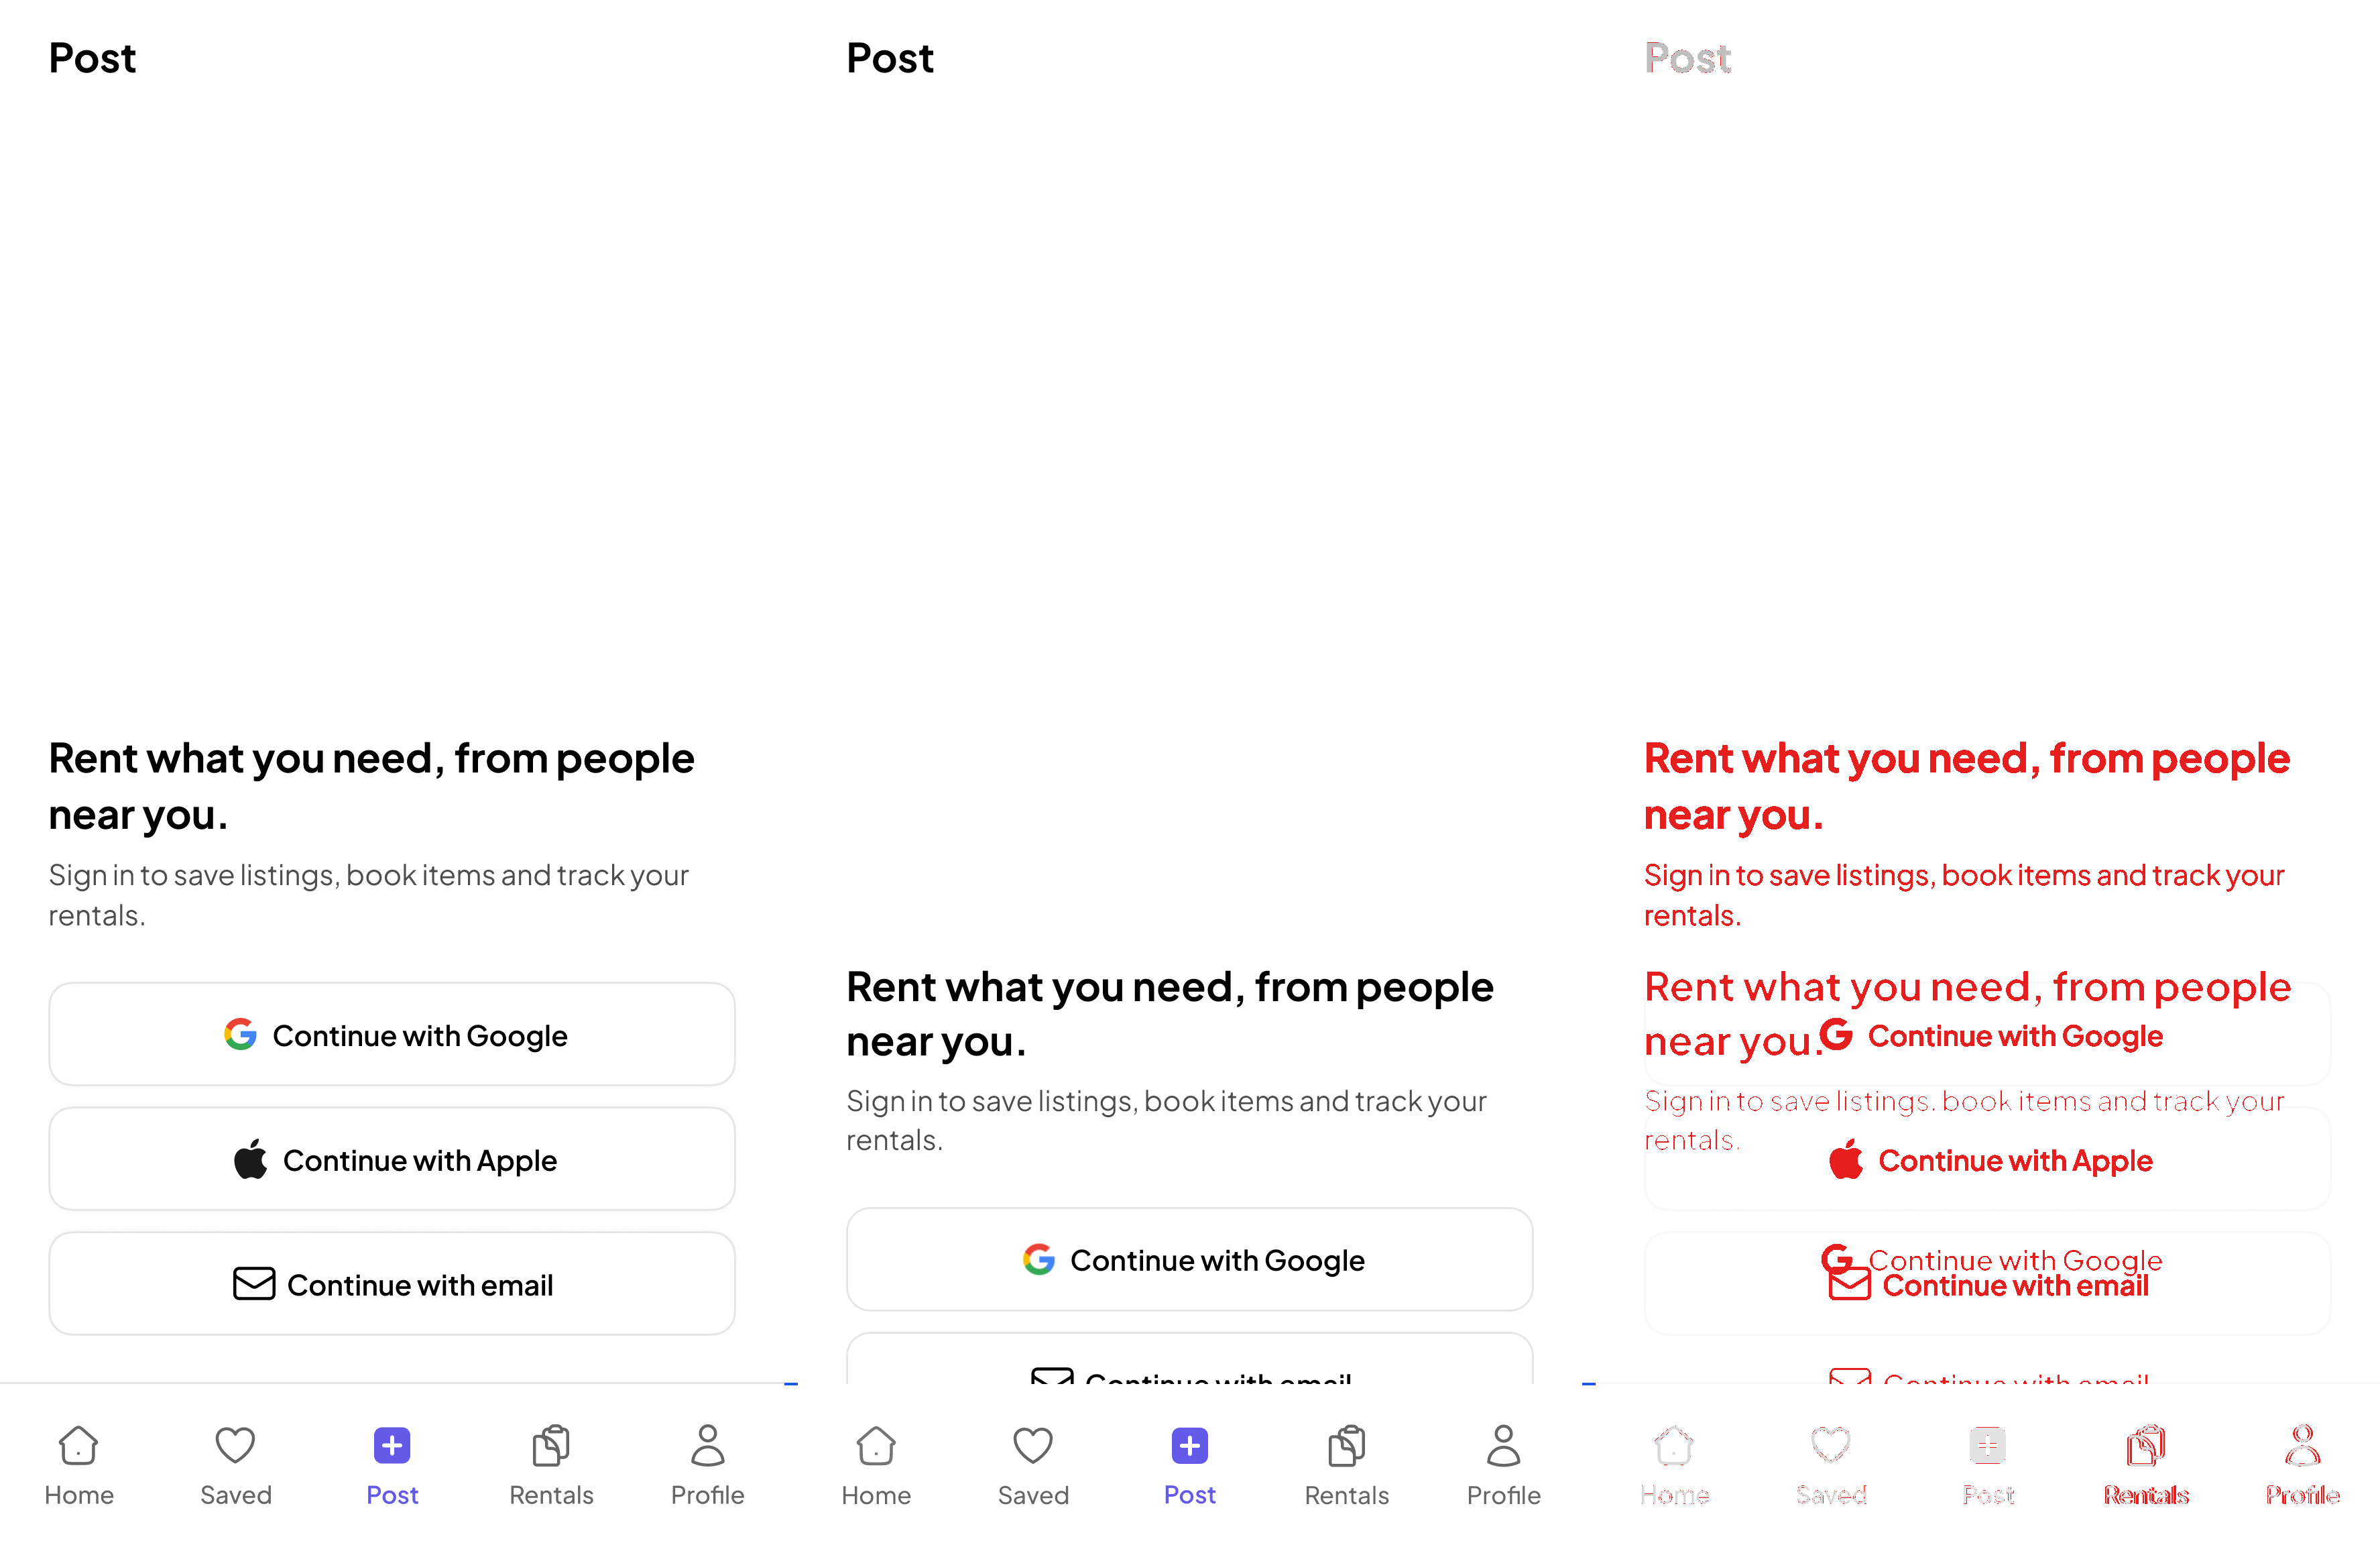 Post
Rent what you need, from people
near you.
Sign in to save listings, book items and track your
rentals.
Continue with Google
Continue with Apple
Continue with email
Home
Saved
Post
Rentals
Profile
Post
Rent what you need, from people
near you.
Sign in to save listings, book items and track your
rentals.
Continue with Google
Continue with email
Home
Saved
Post
Rentals
Profile
Post
Rent what you need, from people
near you.
Sign in to save listings, book items and track your
rentals.
Rent what you need, from people
near you.
Continue with Google
Sign in to save listings, book items and track your
rentals.
Continue with Apple
Continue with Google
Continue with email
Continue with email
Home
Saved
Post
Rentals
Profile